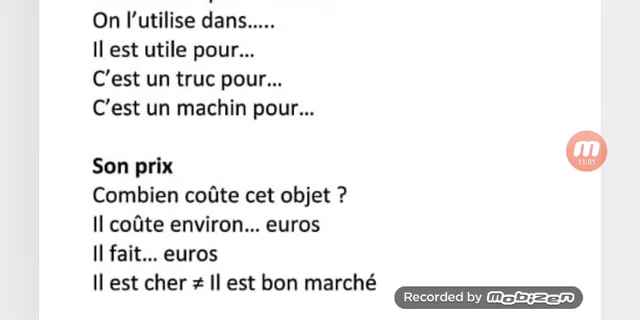 On l'utilise dans.....
Il est utile pour...
C'est un truc pour...
C'est un machin pour...
Son prix
Combien coûte cet objet ?
Il coûte environ... euros
Il fait... euros
Il est cher ≠ Il est bon marché
11:01
Recorded by mobizen